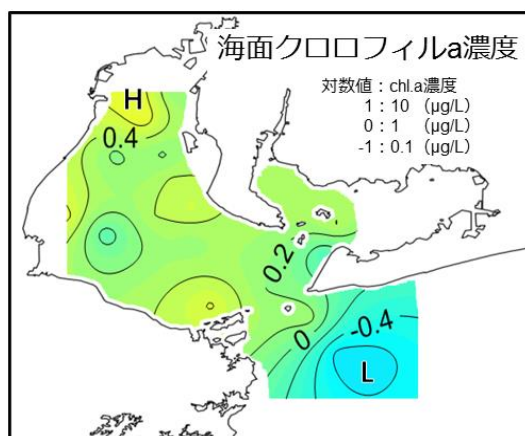 海面クロロフィルa濃度
対数値：chl.a濃度
1：10 （μg/L）
0：1 （μg/L）
-1：0.1（μg/L）
H
0.4
0.2
0
-0.4
L